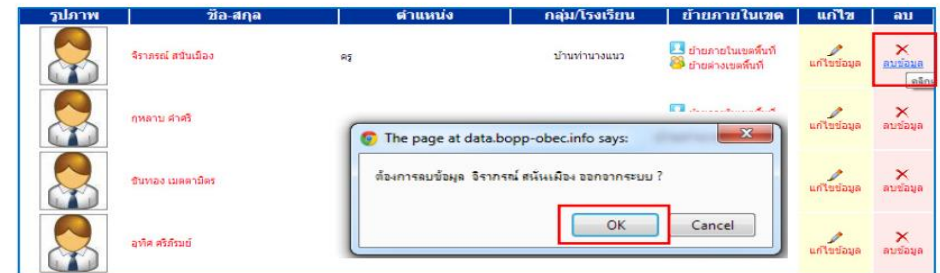 รูปภาพ ชื่อ-สกุล ตำแหน่ง กลุ่ม/โรงเรียน ย้ายภายในเขต แก้ไข ลบ
จิราภรณ์ สนั่นเมือง ครู บ้านท่านางแนว ย้ายภายในเขตพื้นที่ แก้ไขข้อมูล ลบข้อมูล
ย้ายต่างเขตพื้นที่
กุหลาบ คำศรี แก้ไขข้อมูล ลบข้อมูล
The page at data.bopp-obec.info says:
ต้องการลบข้อมูล จิราภรณ์ สนั่นเมือง ออกจากระบบ ?
ขันทอง เมตตามิตร แก้ไขข้อมูล ลบข้อมูล
OK Cancel
อุทิศ ศรีภิรมย์ แก้ไขข้อมูล ลบข้อมูล